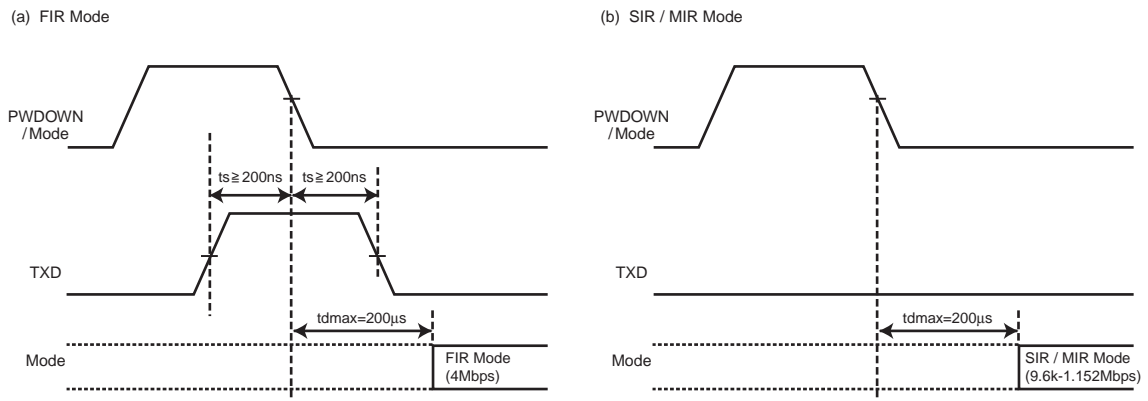 (a) FIR Mode
PWDOWN
/Mode
ts≧200ns ts≧200ns
TXD
tdmax=200μs
Mode
FIR Mode
(4Mbps)
(b) SIR / MIR Mode
PWDOWN
/Mode
TXD
tdmax=200μs
Mode
SIR / MIR Mode
(9.6k-1.152Mbps)